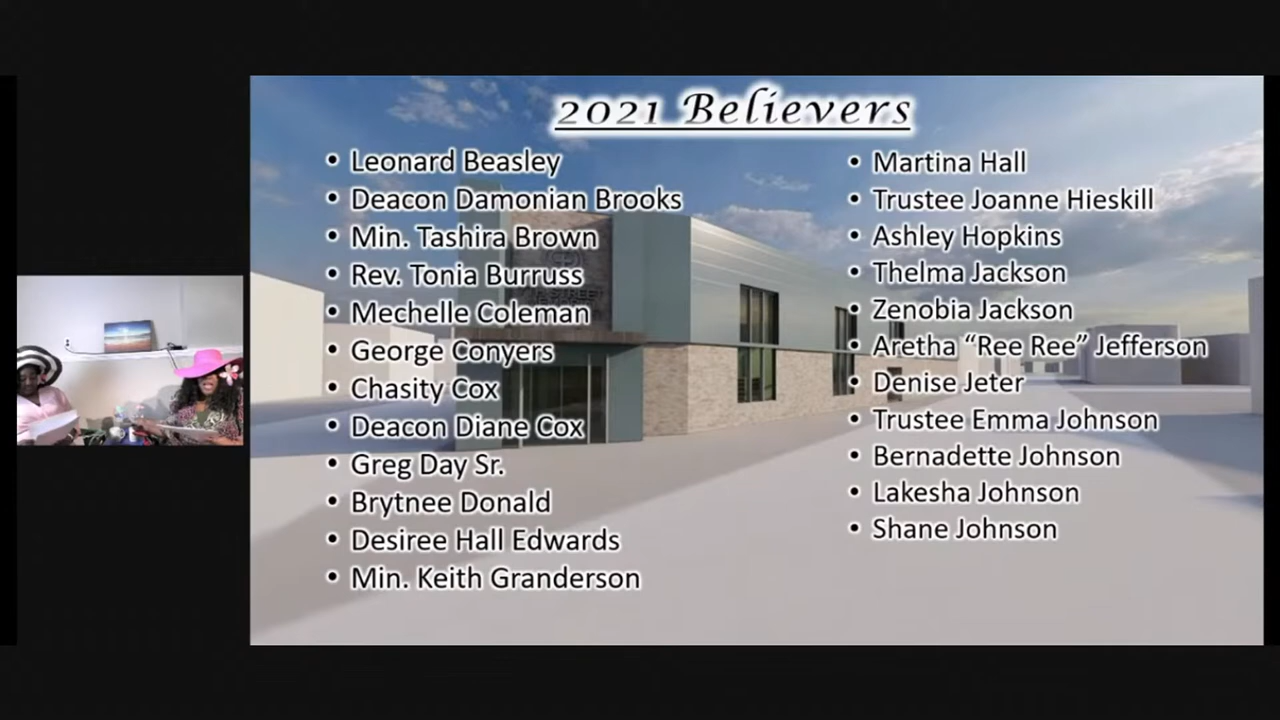 2021 Believers
• Leonard Beasley
• Deacon Damonian Brooks
• Min. Tashira Brown
• Rev. Tonia Burruss
• Mechelle Coleman
• George Conyers
• Chasity Cox
• Deacon Diane Cox
• Greg Day Sr.
• Brytnee Donald
• Desiree Hall Edwards
• Min. Keith Granderson
• Martina Hall
• Trustee Joanne Hieskill
• Ashley Hopkins
• Thelma Jackson
• Zenobia Jackson
• Aretha “Ree Ree” Jefferson
• Denise Jeter
• Trustee Emma Johnson
• Bernadette Johnson
• Lakesha Johnson
• Shane Johnson